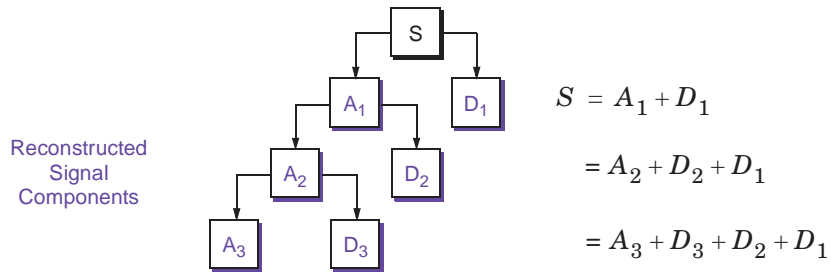 S
A₁ D₁
S = A₁ + D₁
Reconstructed
Signal
Components
A₂ D₂
= A₂ + D₂ + D₁
A₃ D₃
= A₃ + D₃ + D₂ + D₁